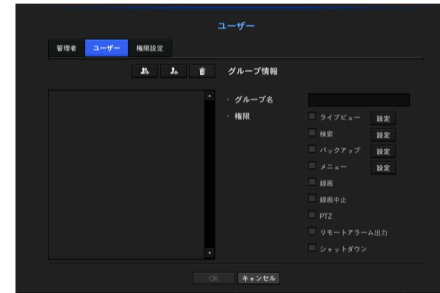 ユーザー
管理者 ユーザー 権限設定
グループ情報
・ グループ名
・ 権限
ライブビュー 設定
検索 設定
バックアップ 設定
メニュー 設定
録画
録画中止
PTZ
リモートアラーム出力
シャットダウン
OK キャンセル